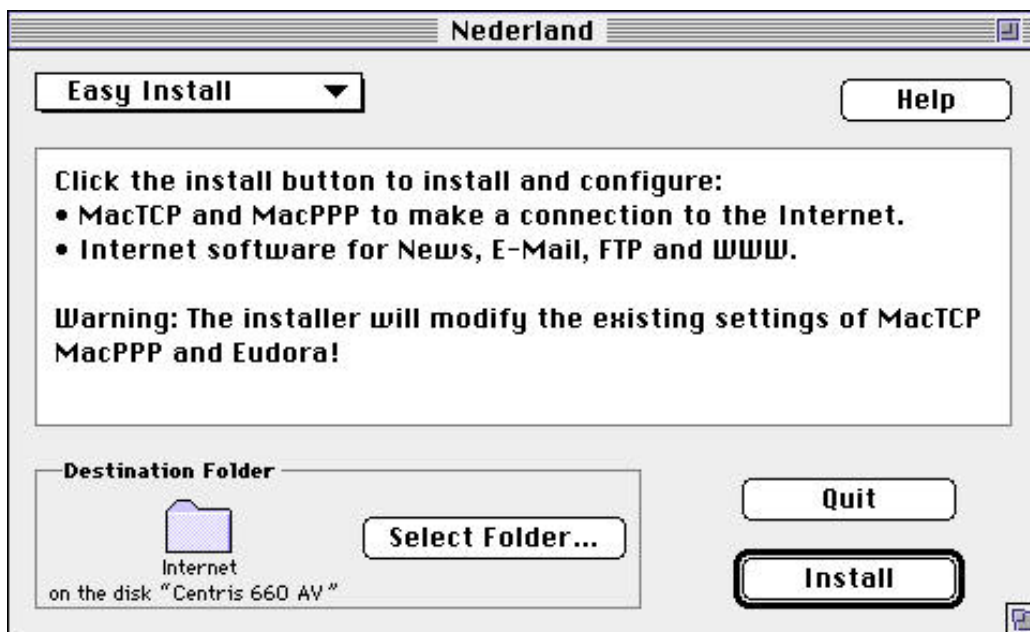 Nederland
Easy Install
Help
Click the install button to install and configure:
• MacTCP and MacPPP to make a connection to the Internet.
• Internet software for News, E-Mail, FTP and WWW.
Warning: The installer will modify the existing settings of MacTCP
MacPPP and Eudora!
Destination Folder
Select Folder...
Internet
on the disk "Centris 660 AV"
Quit
Install